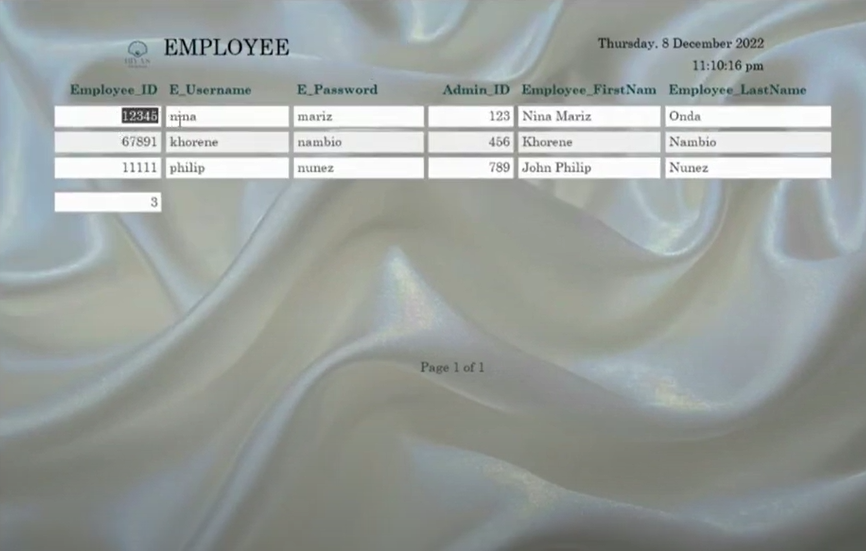 EMPLOYEE
Thursday, 8 December 2022
11:10:16 pm
Employee_ID E_Username E_Password Admin_ID Employee_FirstNam Employee_LastName
12345 nina mariz 123 Nina Mariz Onda
67891 khorene nambio 456 Khorene Nambio
11111 philip nunez 789 John Philip Nunez
3
Page 1 of 1